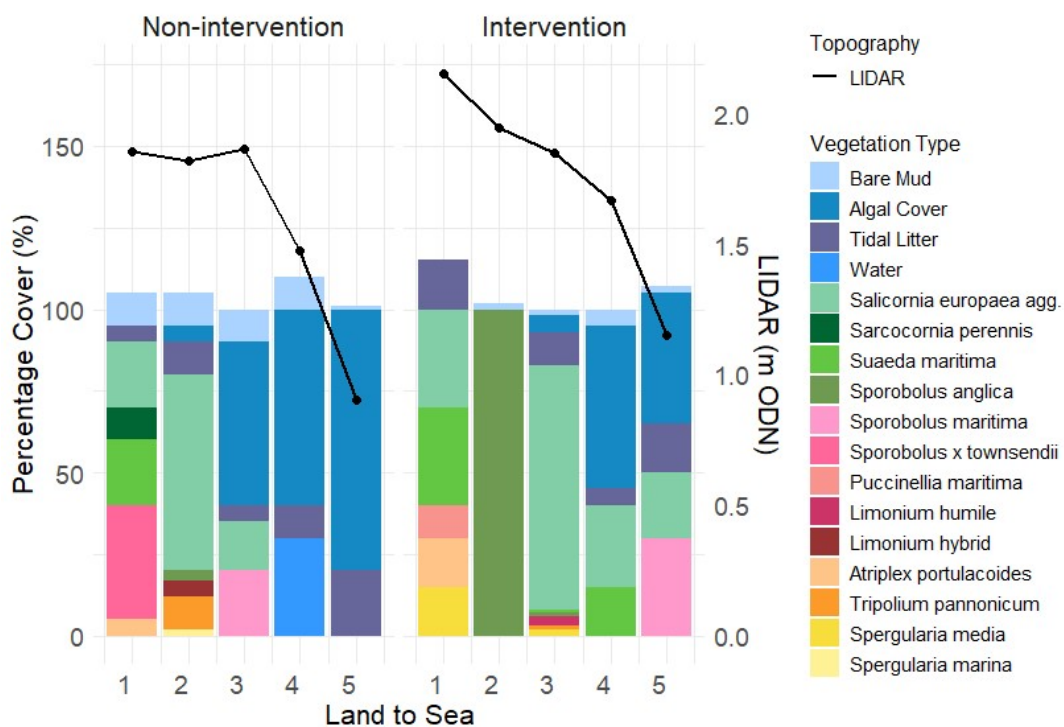 Non-intervention
Intervention
Percentage Cover (%)
150
100
50
0
2.0
1.5
1.0
0.5
0.0
LIDAR (m ODN)
1 2 3 4 5
1 2 3 4 5
Land to Sea
Topography
LIDAR
Vegetation Type
Bare Mud
Algal Cover
Tidal Litter
Water
Salicornia europaea agg.
Sarcocornia perennis
Suaeda maritima
Sporobolus anglica
Sporobolus maritima
Sporobolus x townsendii
Puccinellia maritima
Limonium humile
Limonium hybrid
Atriplex portulacoides
Tripolium pannonicum
Spergularia media
Spergularia marina